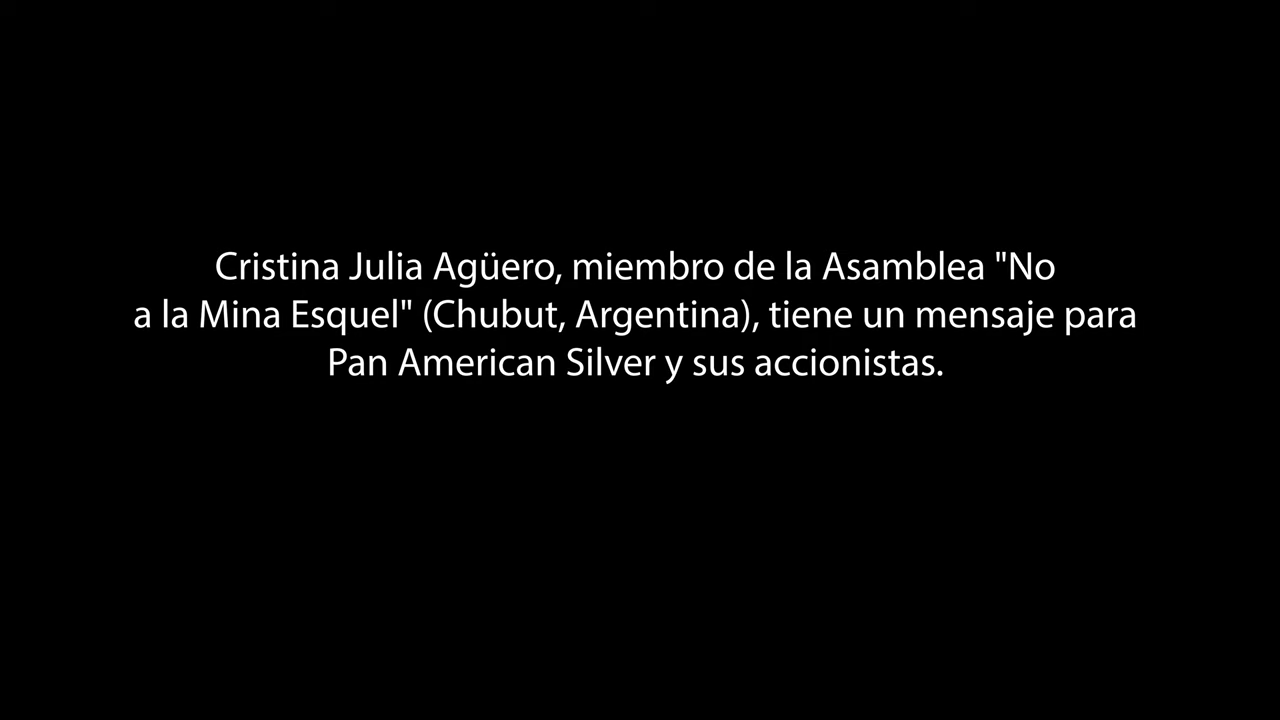 Cristina Julia Agüero, miembro de la Asamblea "No
a la Mina Esquel" (Chubut, Argentina), tiene un mensaje para
Pan American Silver y sus accionistas.